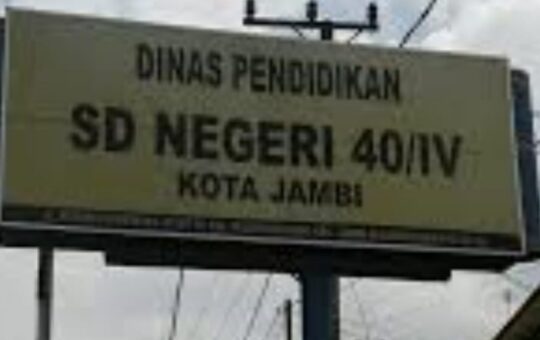 DINAS PENDIDIKAN
SD NEGERI 40/IV
KOTA JAMBI